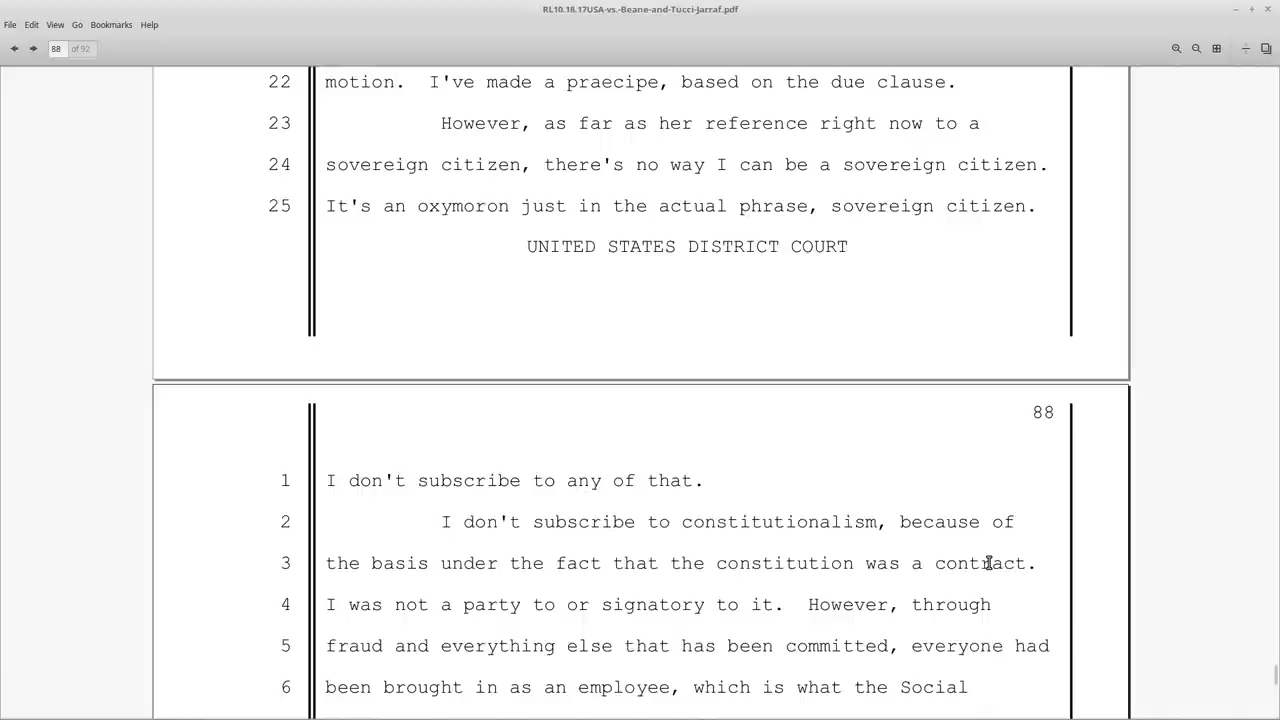 RL10.18.17USA-vs.-Beane-and-Tucci-Jarraf.pdf
File Edit View Go Bookmarks Help
88 of 92
22 motion. I've made a praecipe, based on the due clause.
23 However, as far as her reference right now to a
24 sovereign citizen, there's no way I can be a sovereign citizen.
25 It's an oxymoron just in the actual phrase, sovereign citizen.
UNITED STATES DISTRICT COURT
88
1 I don't subscribe to any of that.
2 I don't subscribe to constitutionalism, because of
3 the basis under the fact that the constitution was a contract.
4 I was not a party to or signatory to it. However, through
5 fraud and everything else that has been committed, everyone had
6 been brought in as an employee, which is what the Social